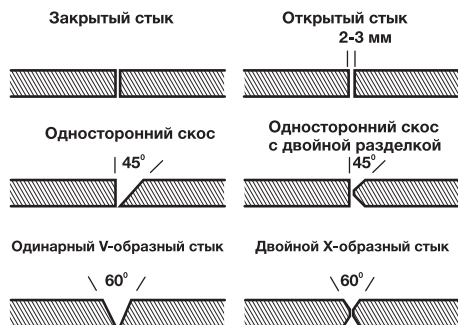 Закрытый стык
Открытый стык
2-3 мм
Односторонний скос
45°
Односторонний скос
с двойной разделкой
45°
Одинарный V-образный стык
60°
Двойной X-образный стык
60°